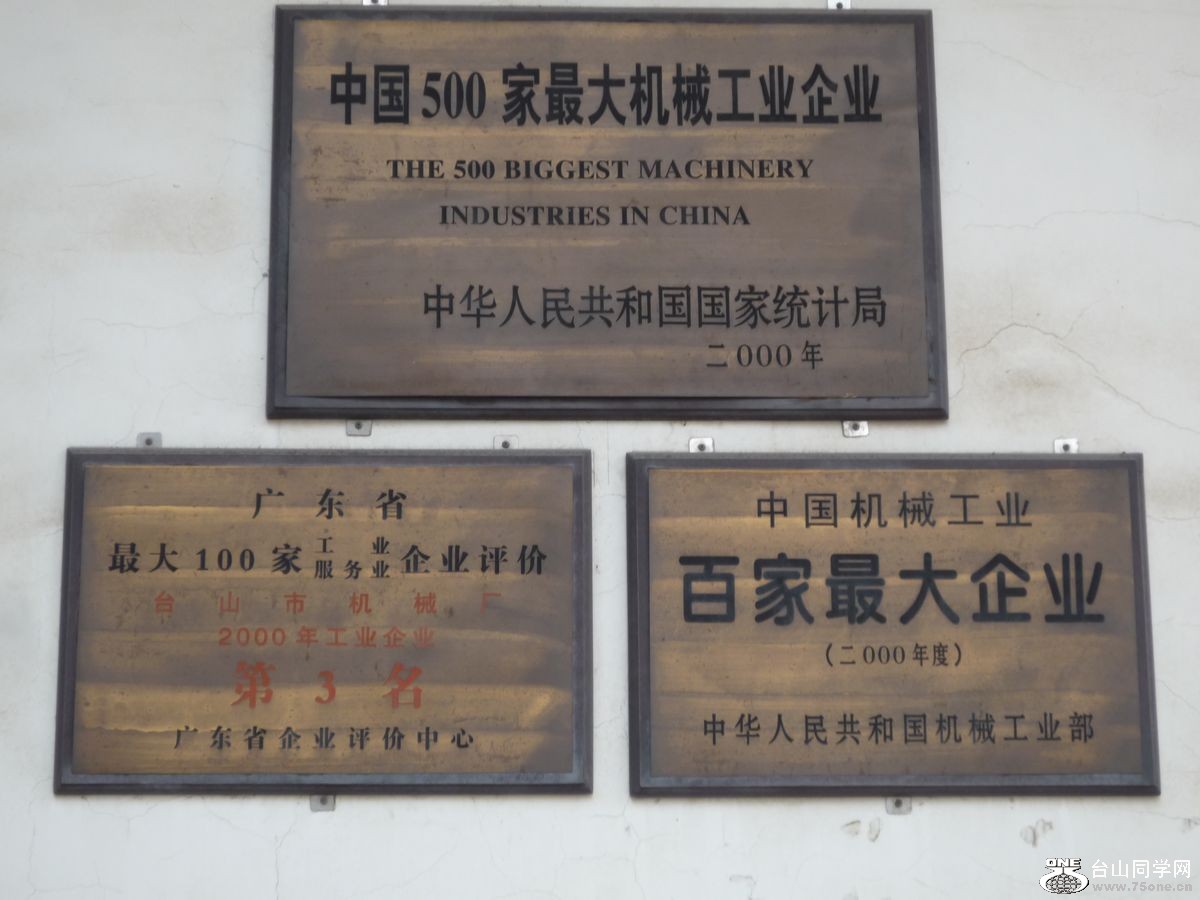 中国500家最大机械工业企业
THE 500 BIGGEST MACHINERY
INDUSTRIES IN CHINA
中华人民共和国国家统计局
二000年
广东省
最大100家工业服务业企业评价
台山市机械厂
2000年工业企业
第3名
广东省企业评价中心
中国机械工业
百家最大企业
(二000年度)
中华人民共和国机械工业部
ONE 台山同学网
www.75one.cn